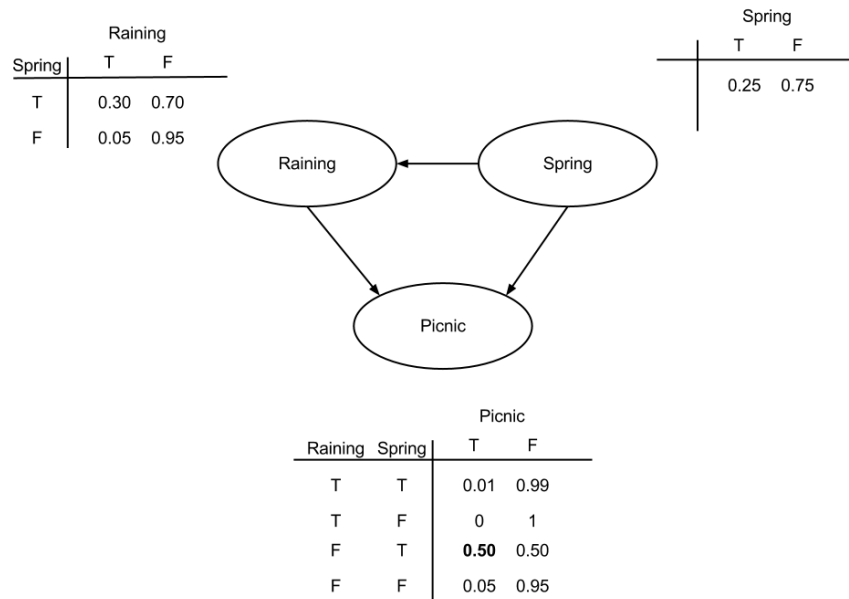 Raining
Spring T F
T 0.30 0.70
F 0.05 0.95
Spring
T F
0.25 0.75
Raining
Spring
Picnic
Picnic
Raining Spring T F
T T 0.01 0.99
T F 0 1
F T 0.50 0.50
F F 0.05 0.95